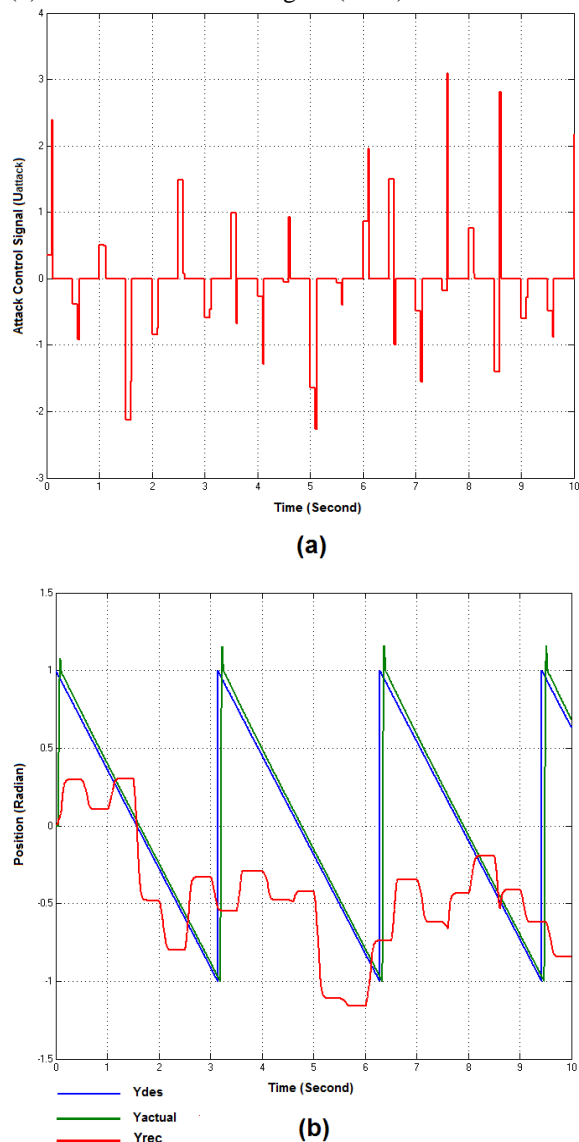 4
3
2
1
0
-1
-2
-3
Attack Control Signal (Uattack)
0 1 2 3 4 5 6 7 8 9 10
Time (Second)
(a)
1.5
1
0.5
0
-0.5
-1
-1.5
Position (Radian)
0 1 2 3 4 5 6 7 8 9 10
Time (Second)
Ydes
Yactual
Yrec
(b)